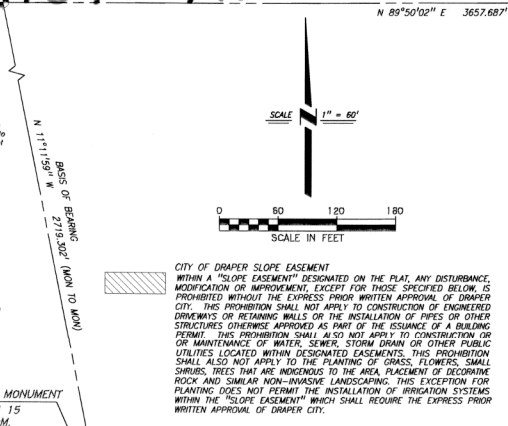 N 89°50'02" E 3657.687'
SCALE 1" = 60'
N 11°11'59" W
BASIS OF BEARING
2719.302' (MON TO MON)
0 60 120 180
SCALE IN FEET
CITY OF DRAPER SLOPE EASEMENT
WITHIN A "SLOPE EASEMENT" DESIGNATED ON THE PLAT, ANY DISTURBANCE,
MODIFICATION OR IMPROVEMENT, EXCEPT FOR THOSE SPECIFIED BELOW, IS
PROHIBITED WITHOUT THE EXPRESS PRIOR WRITTEN APPROVAL OF DRAPER
CITY. THIS PROHIBITION SHALL NOT APPLY TO CONSTRUCTION OF ENGINEERED
DRIVEWAYS OR RETAINING WALLS OR THE INSTALLATION OF PIPES OR OTHER
STRUCTURES OTHERWISE APPROVED AS PART OF THE ISSUANCE OF A BUILDING
PERMIT. THIS PROHIBITION SHALL ALSO NOT APPLY TO CONSTRUCTION OR
OR MAINTENANCE OF WATER, SEWER, STORM DRAIN OR OTHER PUBLIC
UTILITIES LOCATED WITHIN DESIGNATED EASEMENTS. THIS PROHIBITION
SHALL ALSO NOT APPLY TO THE PLANTING OF GRASS, FLOWERS, SMALL
SHRUBS, TREES THAT ARE INDIGENOUS TO THE AREA, PLACEMENT OF DECORATIVE
ROCK AND SIMILAR NON-INVASIVE LANDSCAPING. THIS EXCEPTION FOR
PLANTING DOES NOT PERMIT THE INSTALLATION OF IRRIGATION SYSTEMS
WITHIN THE "SLOPE EASEMENT" WHICH SHALL REQUIRE THE EXPRESS PRIOR
WRITTEN APPROVAL OF DRAPER CITY.
MONUMENT
15
M.